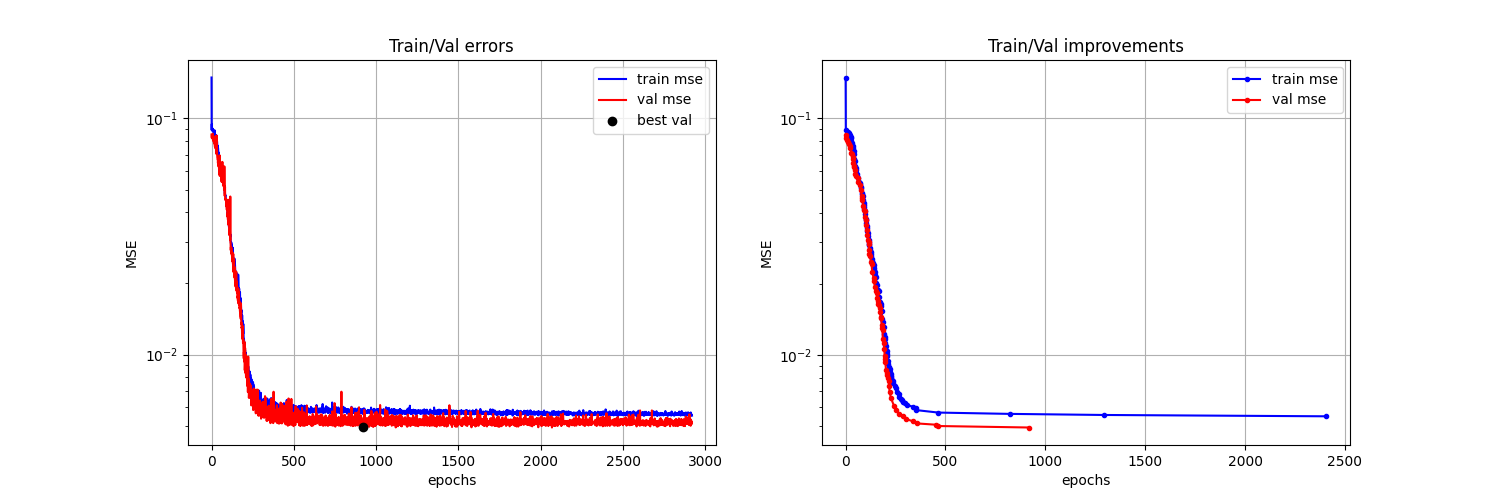 Train/Val errors
train mse
val mse
best val
10⁻¹
10⁻²
MSE
0 500 1000 1500 2000 2500 3000
epochs
Train/Val improvements
train mse
val mse
10⁻¹
10⁻²
MSE
0 500 1000 1500 2000 2500
epochs